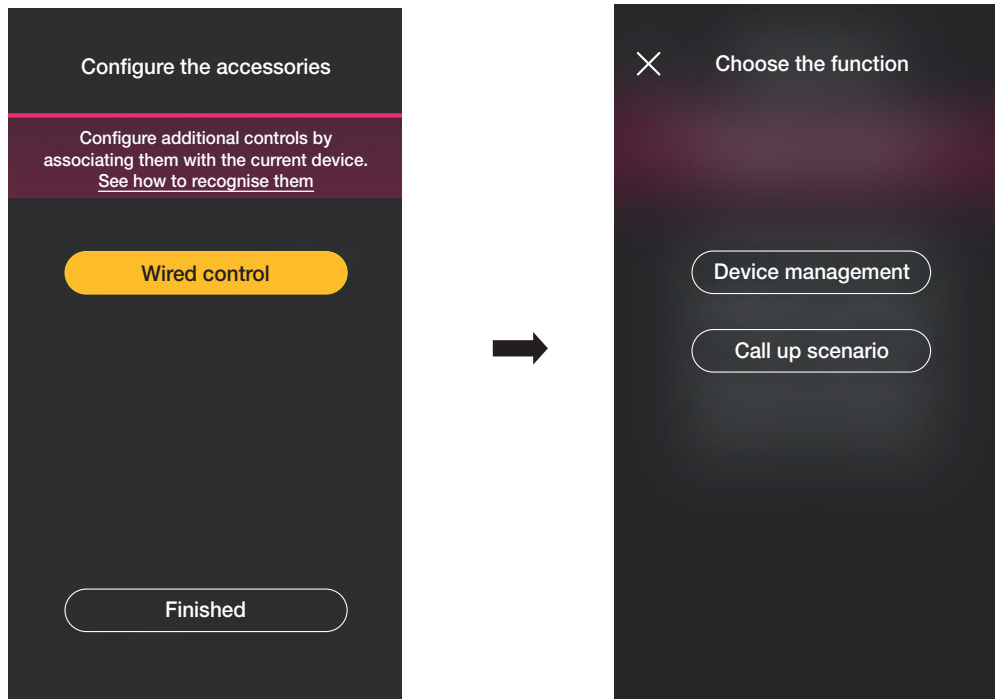 Configure the accessories
Configure additional controls by
associating them with the current device.
See how to recognise them
Wired control
Finished
Choose the function
Device management
Call up scenario